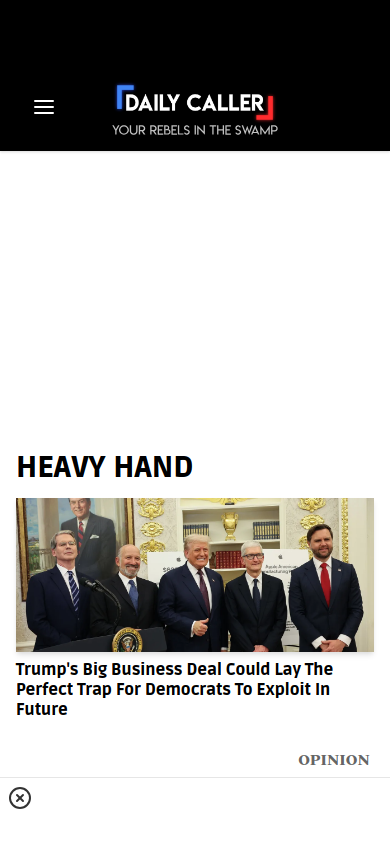 DAILY CALLER
YOUR REBELS IN THE SWAMP
HEAVY HAND
Trump's Big Business Deal Could Lay The
Perfect Trap For Democrats To Exploit In
Future
OPINION